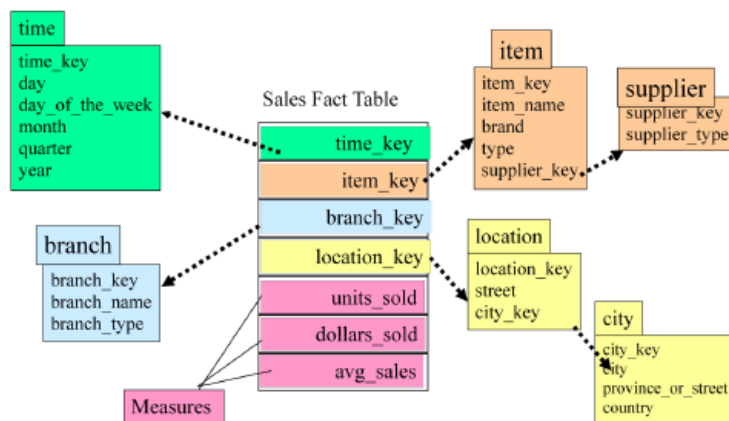 time
time_key
day
day_of_the_week
month
quarter
year
Sales Fact Table
time_key
item_key
branch_key
location_key
units_sold
dollars_sold
avg_sales
Measures
branch
branch_key
branch_name
branch_type
item
item_key
item_name
brand
type
supplier_key
supplier
supplier_key
supplier_type
location
location_key
street
city_key
city
city_key
city
province_or_street
country